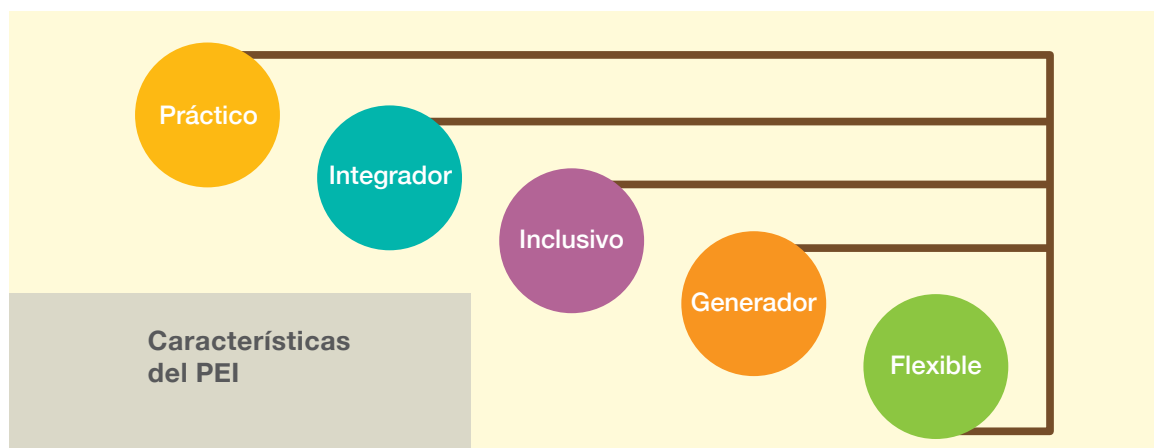 Práctico
Integrador
Inclusivo
Generador
Flexible
Características
del PEI